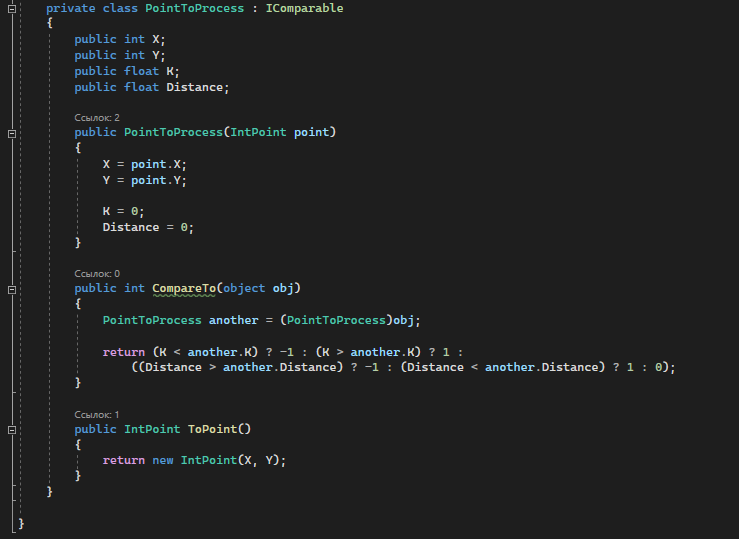 private class PointToProcess : IComparable
{
public int X;
public int Y;
public float K;
public float Distance;
Ссылок: 2
public PointToProcess(IntPoint point)
{
X = point.X;
Y = point.Y;
K = 0;
Distance = 0;
}
Ссылок: 0
public int CompareTo(object obj)
{
PointToProcess another = (PointToProcess)obj;
return (K < another.K) ? -1 : (K > another.K) ? 1 :
((Distance > another.Distance) ? -1 : (Distance < another.Distance) ? 1 : 0);
}
Ссылок: 1
public IntPoint ToPoint()
{
return new IntPoint(X, Y);
}
}
}